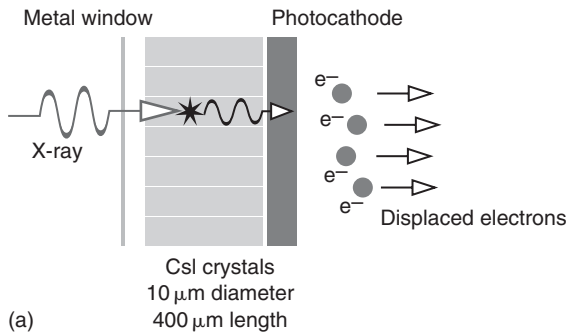 Metal window
Photocathode
X-ray
e–
e–
e–
e–
Displaced electrons
CsI crystals
10 μm diameter
400 μm length
(a)